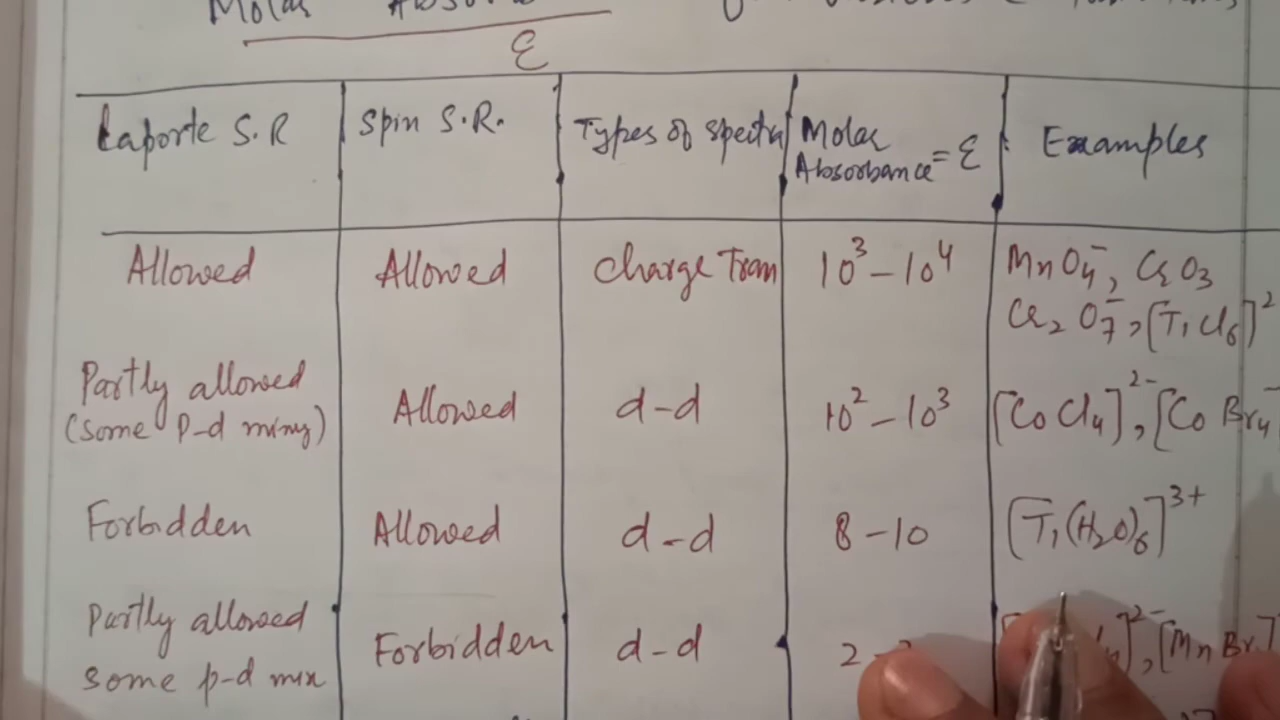 Molar
ε
Laporte S.R | Spin S.R. | Types of spectra | Molar Absorbance = ε | Examples
Allowed | Allowed | Charge Tran | 10³ – 10⁴ | MnO₄⁻, CrO₃
Cr₂O₇⁻, [TiCl₆]²
Partly allowed
(some p-d mixing) | Allowed | d-d | 10² – 10³ | [CoCl₄]²⁻, [CoBr₄⁻
Forbidden | Allowed | d-d | 8 – 10 | [Ti(H₂O)₆]³⁺
Partly allowed
some p-d mix | Forbidden | d-d | 2 - | ]²⁻, [MnBr